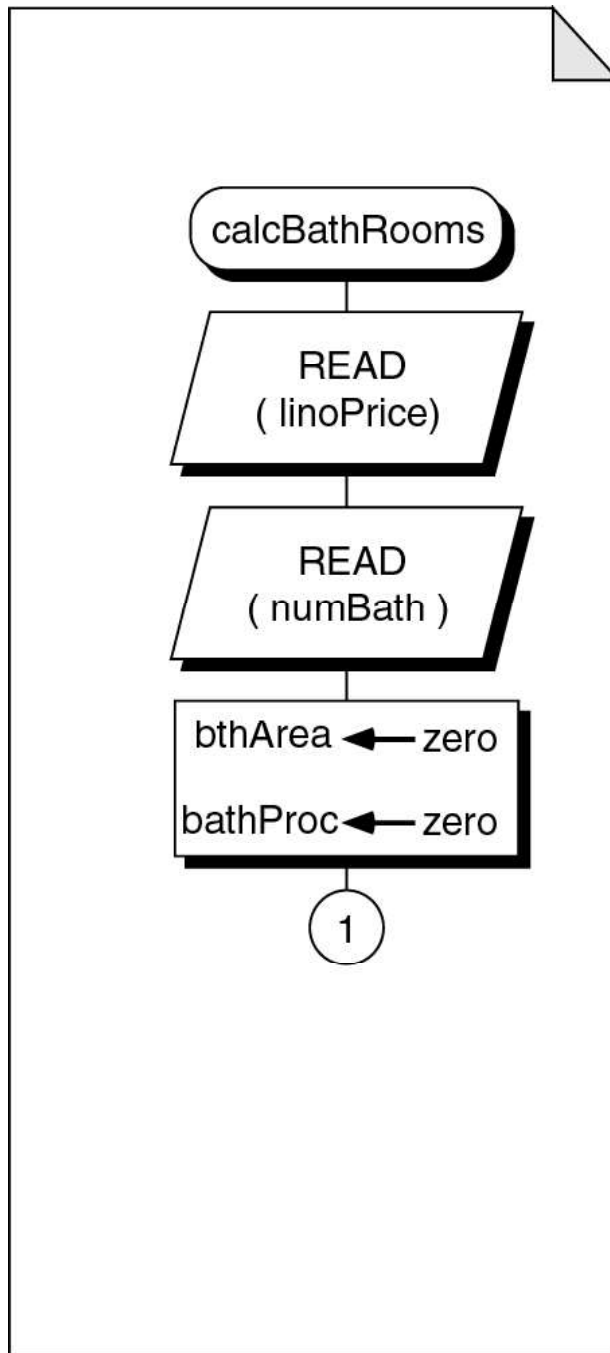 calcBathRooms
READ
( linoPrice)
READ
( numBath )
bthArea zero
bathProc zero
1